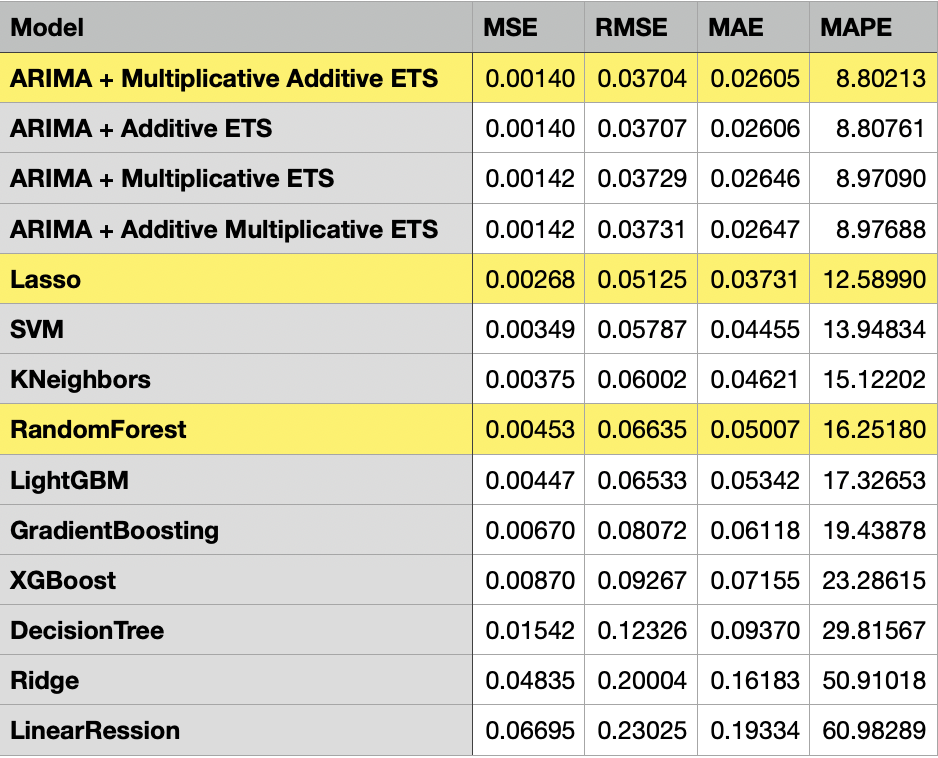 Model MSE RMSE MAE MAPE
ARIMA + Multiplicative Additive ETS 0.00140 0.03704 0.02605 8.80213
ARIMA + Additive ETS 0.00140 0.03707 0.02606 8.80761
ARIMA + Multiplicative ETS 0.00142 0.03729 0.02646 8.97090
ARIMA + Additive Multiplicative ETS 0.00142 0.03731 0.02647 8.97688
Lasso 0.00268 0.05125 0.03731 12.58990
SVM 0.00349 0.05787 0.04455 13.94834
KNeighbors 0.00375 0.06002 0.04621 15.12202
RandomForest 0.00453 0.06635 0.05007 16.25180
LightGBM 0.00447 0.06533 0.05342 17.32653
GradientBoosting 0.00670 0.08072 0.06118 19.43878
XGBoost 0.00870 0.09267 0.07155 23.28615
DecisionTree 0.01542 0.12326 0.09370 29.81567
Ridge 0.04835 0.20004 0.16183 50.91018
LinearRession 0.06695 0.23025 0.19334 60.98289